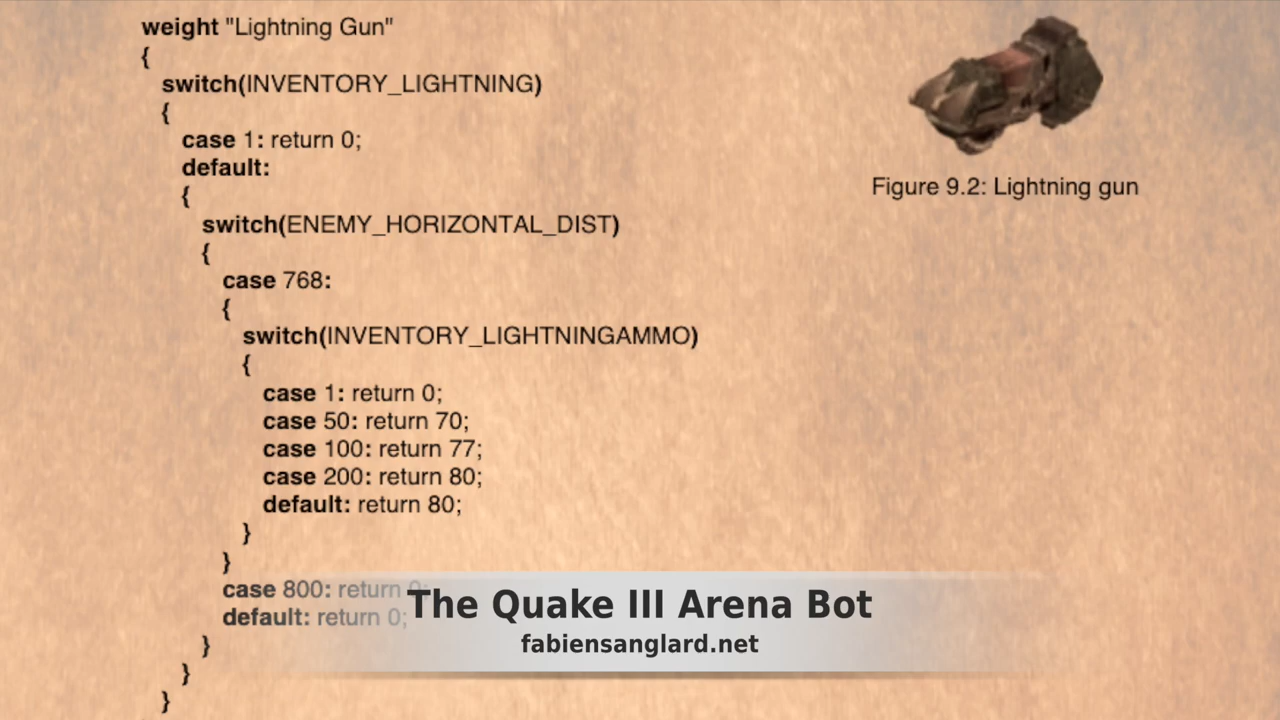 weight "Lightning Gun"
{
switch(INVENTORY_LIGHTNING)
{
case 1: return 0;
default:
{
switch(ENEMY_HORIZONTAL_DIST)
{
case 768:
{
switch(INVENTORY_LIGHTNINGAMMO)
{
case 1: return 0;
case 50: return 70;
case 100: return 77;
case 200: return 80;
default: return 80;
}
}
case 800: return 0;
default: return 0;
}
}
}
Figure 9.2: Lightning gun
The Quake III Arena Bot
fabiensanglard.net